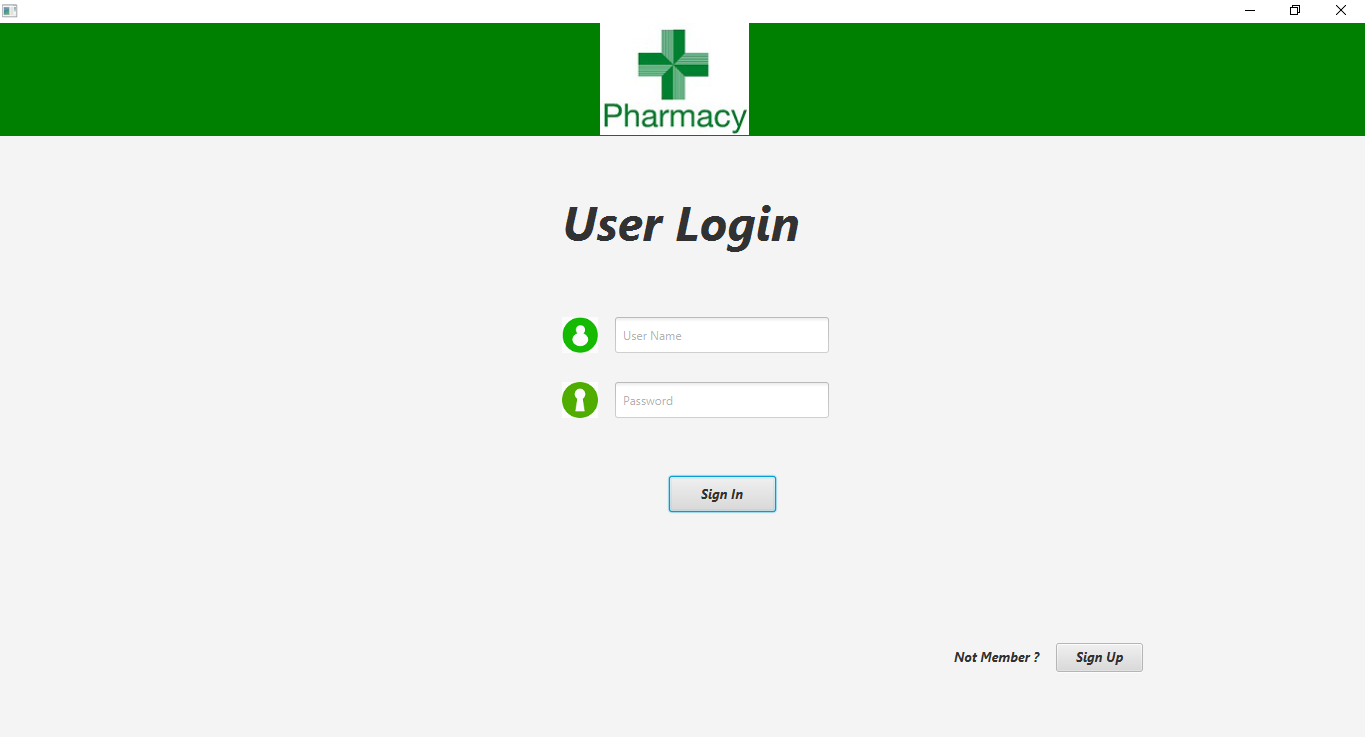 Pharmacy
User Login
User Name
Password
Sign In
Not Member ? Sign Up